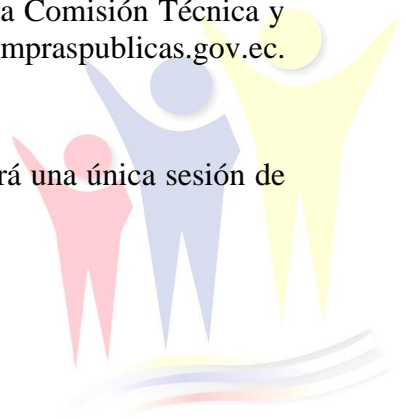 a Comisión Técnica y
mpraspublicas.gov.ec.
rá una única sesión de